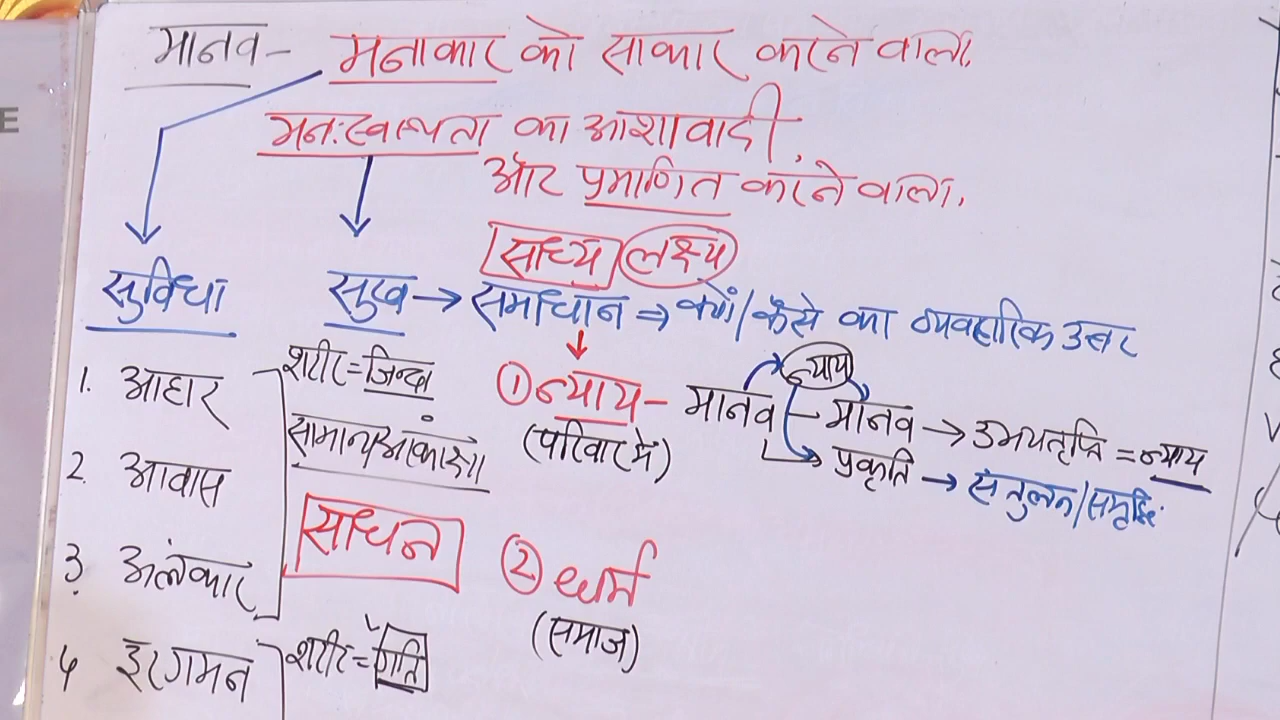 मानव - मनाकार को साकार करने वाला,
मनःस्वस्थता का आशावादी,
और प्रमाणित करने वाला,
साध्य लक्ष्य
सुविधा सुख → समाधान ⇒ क्यों/कैसे का व्यवहारिक उत्तर
1. आहार
2. आवास
3. अलंकार
शरीर = जिन्दा
सामान्य आकांक्षा
साधन
① न्याय - मानव - मानव → उभयतृप्ति = न्याय
न्याय
(परिवार में)
प्रकृति → संतुलन/समृद्धि
② धर्म
(समाज)
4 दूरगमन शरीर = गति
E